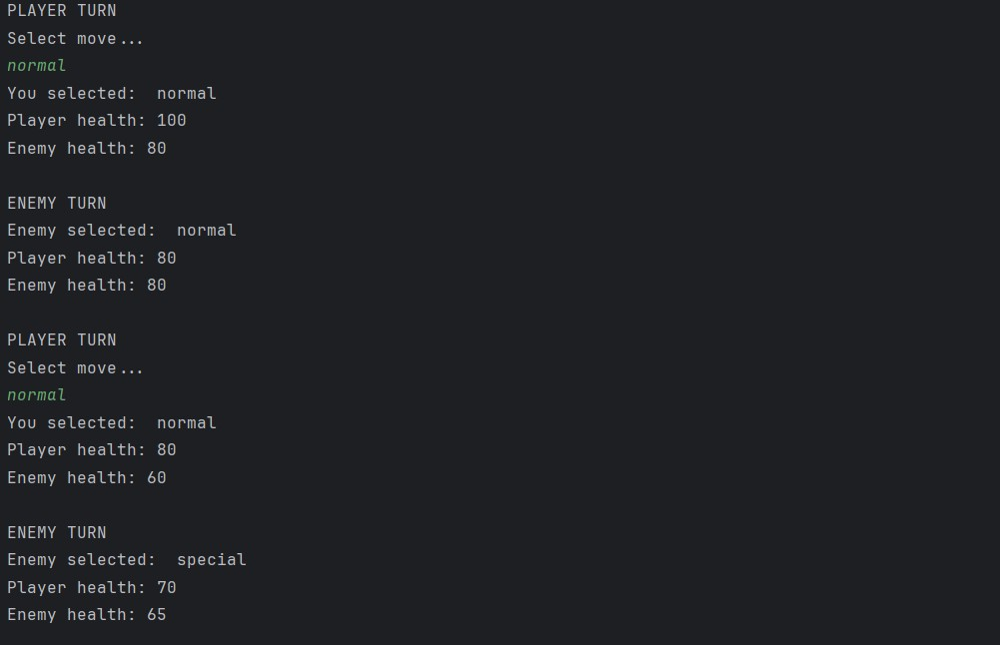 PLAYER TURN
Select move...
normal
You selected:  normal
Player health: 100
Enemy health: 80

ENEMY TURN
Enemy selected:  normal
Player health: 80
Enemy health: 80

PLAYER TURN
Select move...
normal
You selected:  normal
Player health: 80
Enemy health: 60

ENEMY TURN
Enemy selected:  special
Player health: 70
Enemy health: 65